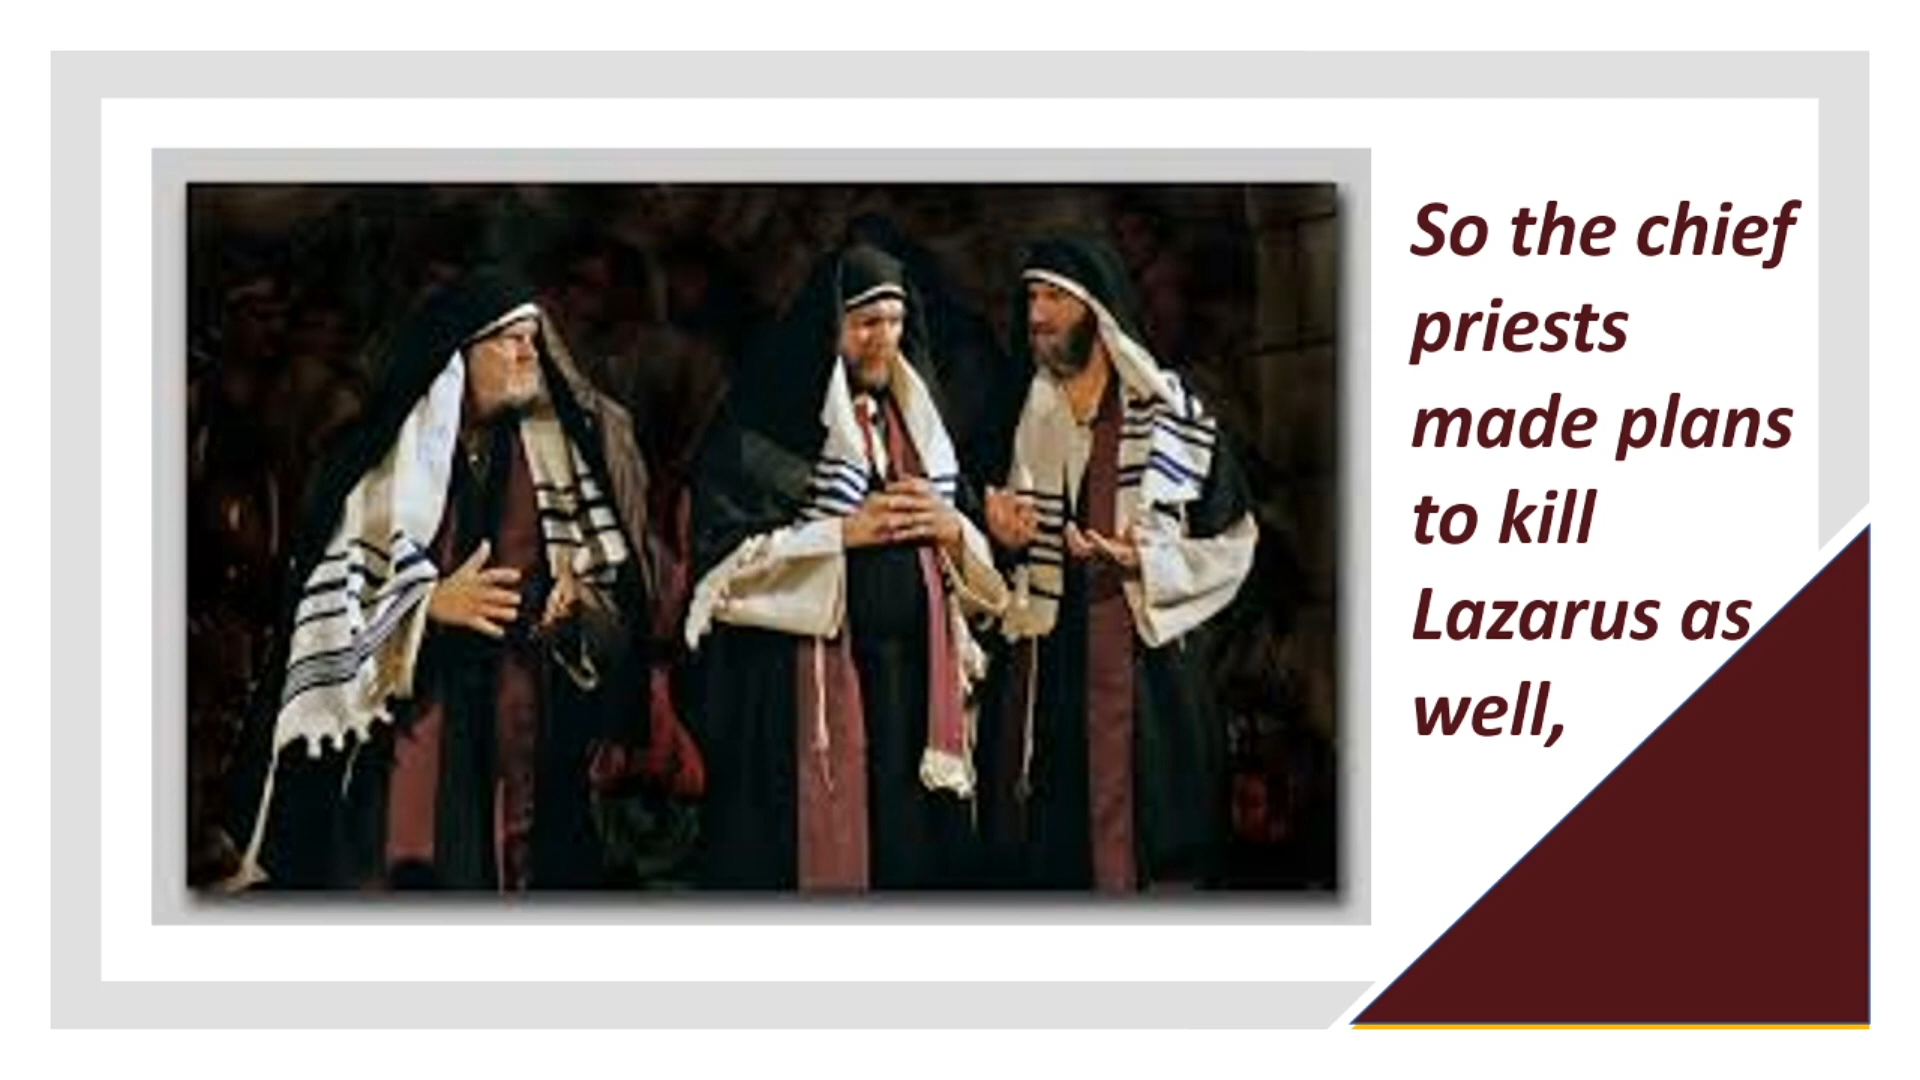 So the chief
priests
made plans
to kill
Lazarus as
well,